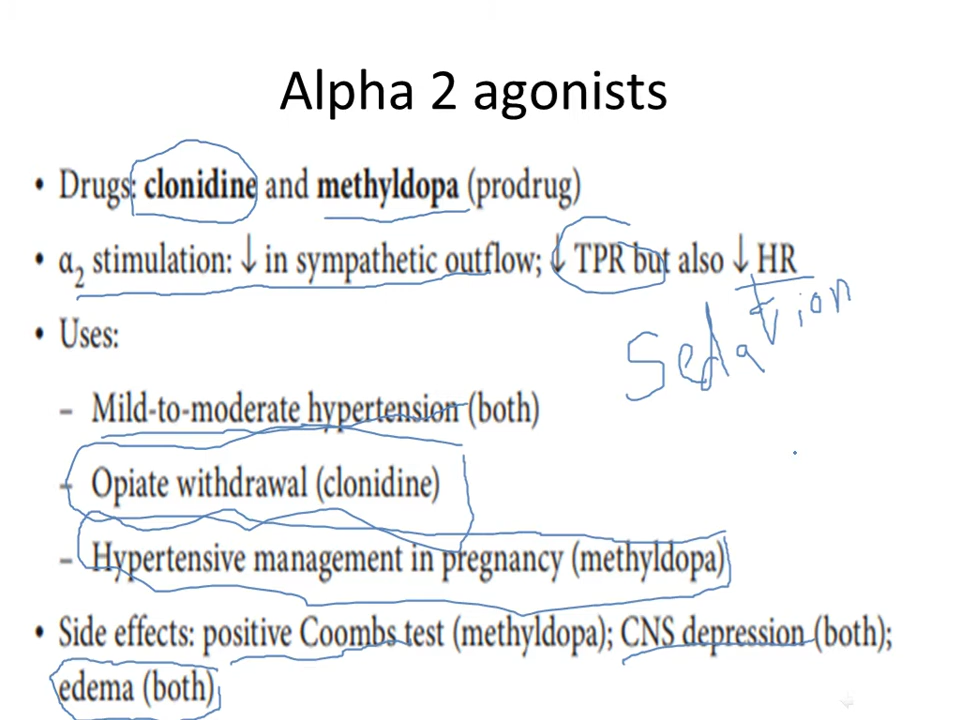 Alpha 2 agonists
• Drugs: clonidine and methyldopa (prodrug)
• α₂ stimulation: ↓ in sympathetic outflow; ↓ TPR but also ↓ HR
Sedation
• Uses:
– Mild-to-moderate hypertension (both)
– Opiate withdrawal (clonidine)
– Hypertensive management in pregnancy (methyldopa)
• Side effects: positive Coombs test (methyldopa); CNS depression (both);
edema (both)